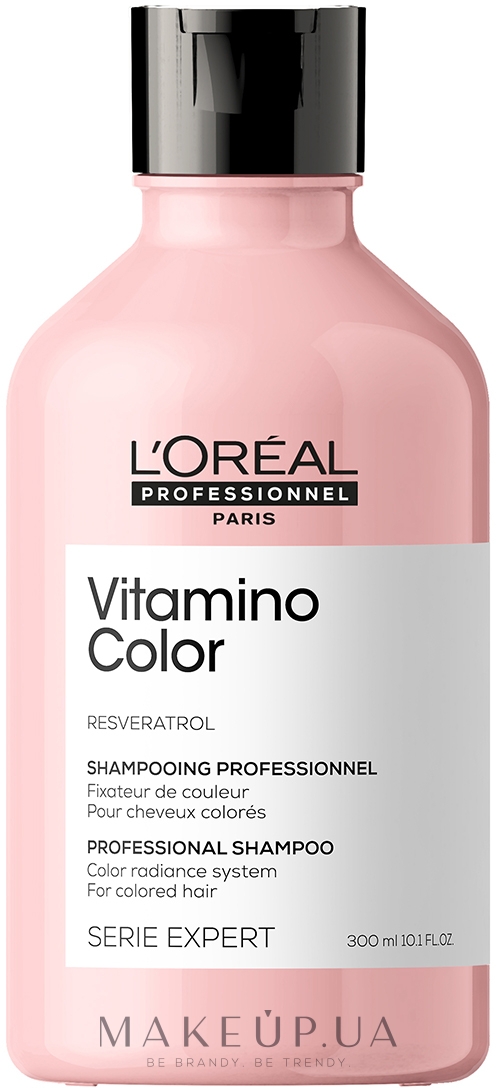 L'ORÉAL
PROFESSIONNEL
PARIS
Vitamino
Color
RESVERATROL
SHAMPOOING PROFESSIONNEL
Fixateur de couleur
Pour cheveux colorés
PROFESSIONAL SHAMPOO
Color radiance system
For colored hair
SERIE EXPERT 300 ml 10.1 FL.OZ.
MAKEUP.UA
BE BRANDY. BE TRENDY.